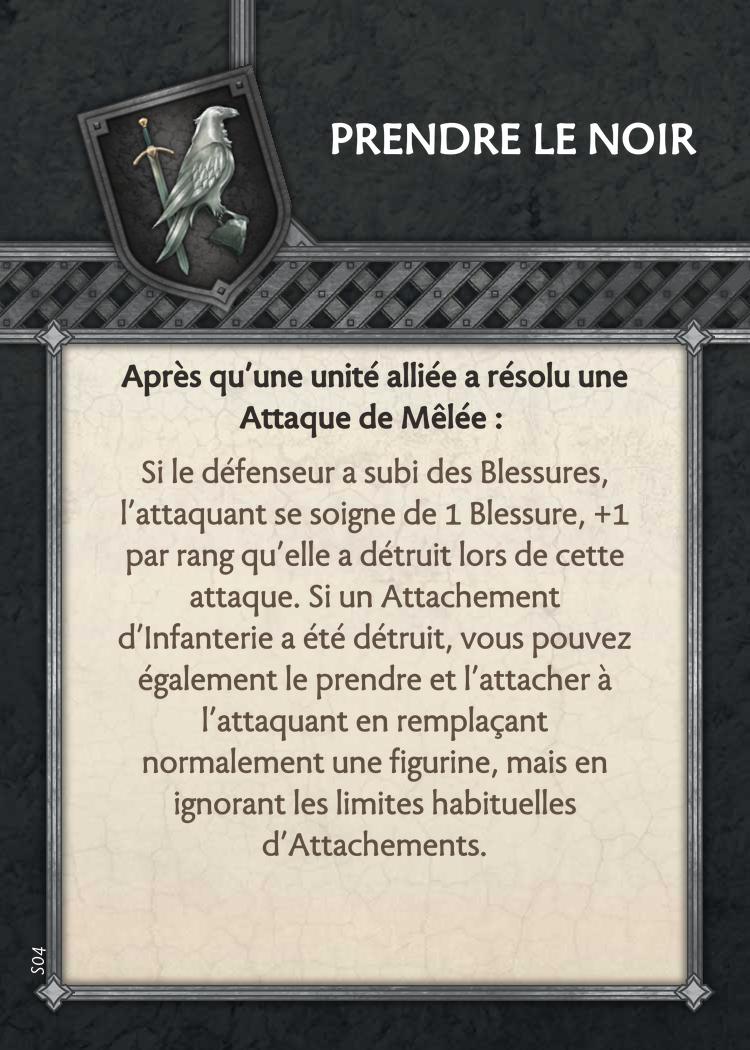 PRENDRE LE NOIR
Après qu'une unité alliée a résolu une
Attaque de Mêlée :
Si le défenseur a subi des Blessures,
l'attaquant se soigne de 1 Blessure, +1
par rang qu'elle a détruit lors de cette
attaque. Si un Attachement
d'Infanterie a été détruit, vous pouvez
également le prendre et l'attacher à
l'attaquant en remplaçant
normalement une figurine, mais en
ignorant les limites habituelles
d'Attachements.
S04